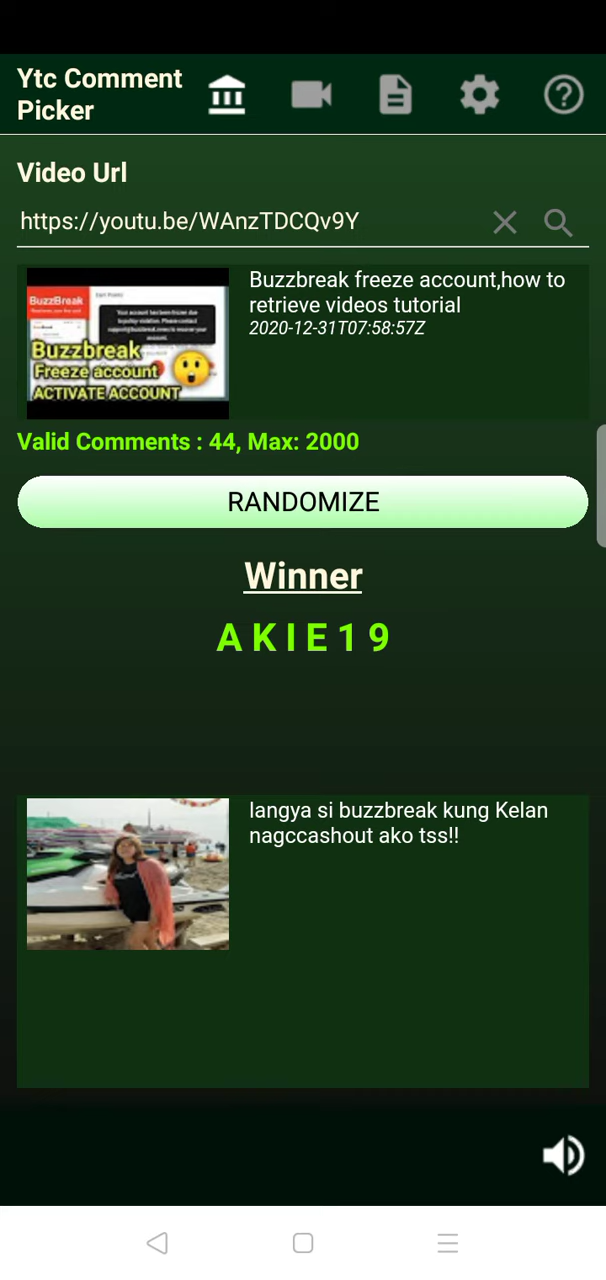 Ytc Comment
Picker
Video Url
https://youtu.be/WAnzTDCQv9Y
BuzzBreak
Buzzbreak
Freeze account
ACTIVATE ACCOUNT
Buzzbreak freeze account,how to
retrieve videos tutorial
2020-12-31T07:58:57Z
Valid Comments : 44, Max: 2000
RANDOMIZE
Winner
A K I E 1 9
langya si buzzbreak kung Kelan
nagccashout ako tss!!